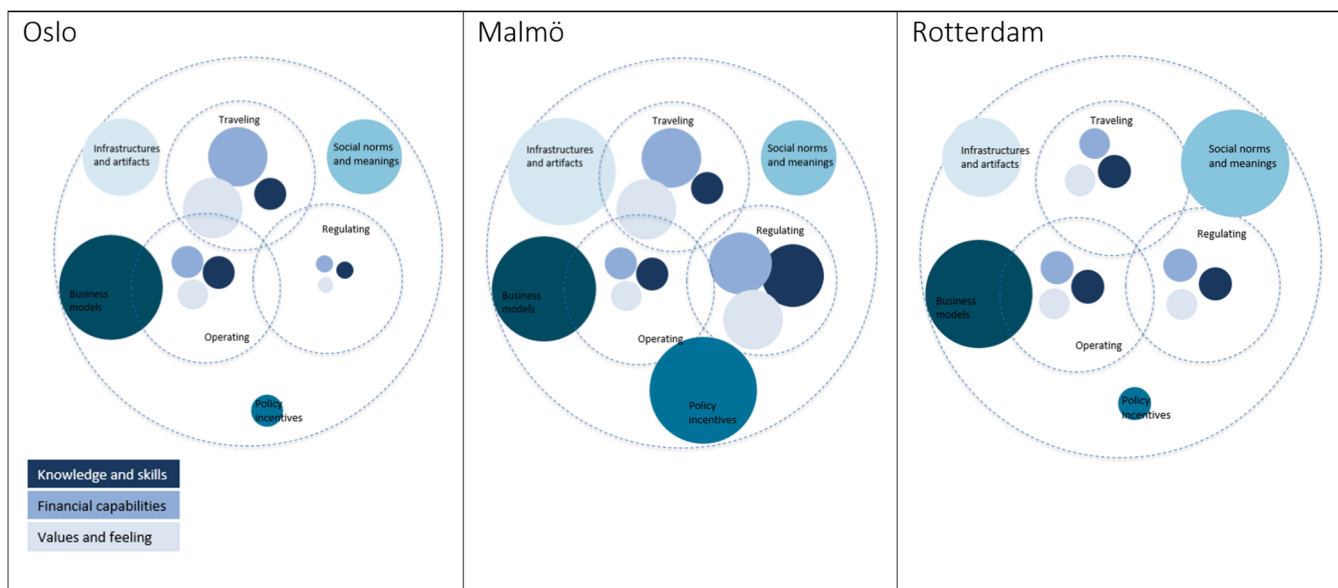 Oslo
Traveling
Infrastructures
and artifacts
Social norms
and meanings
Regulating
Business
models
Operating
Policy
incentives
Knowledge and skills
Financial capabilities
Values and feeling
Malmö
Traveling
Infrastructures
and artifacts
Social norms
and meanings
Regulating
Business
models
Operating
Policy
incentives
Rotterdam
Traveling
Infrastructures
and artifacts
Social norms
and meanings
Regulating
Business
models
Operating
Policy
incentives